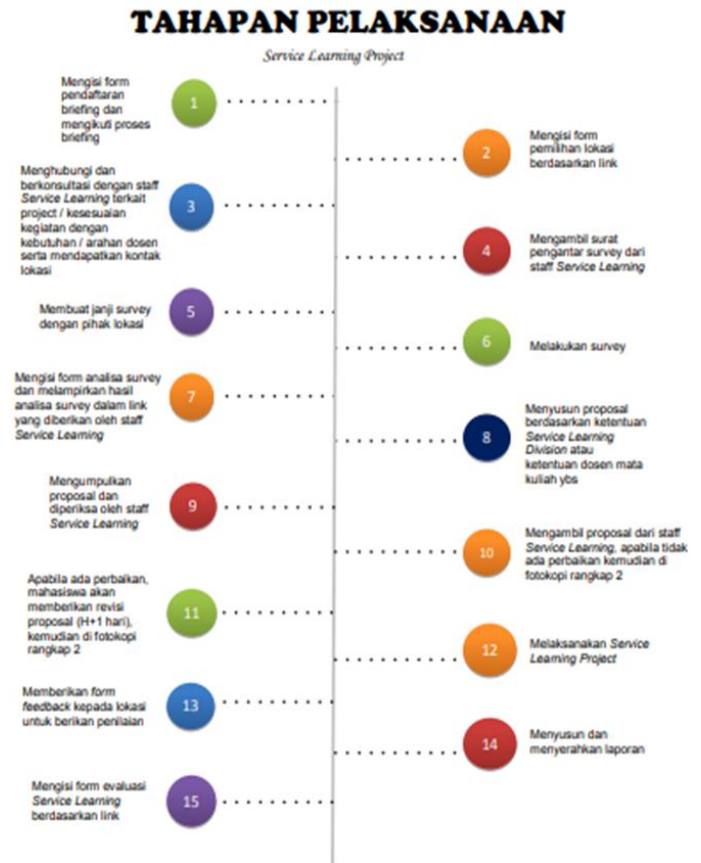 TAHAPAN PELAKSANAAN
Service Learning Project
Mengisi form
pendaftaran
briefing dan
mengikuti proses
briefing
1
2
Mengisi form
pemilihan lokasi
berdasarkan link
Menghubungi dan
berkonsultasi dengan staff
Service Learning terkait
project / kesesuaian
kegiatan dengan
kebutuhan / arahan dosen
serta mendapatkan kontak
lokasi
3
4
Mengambil surat
pengantar survey dari
staff Service Learning
Membuat janji survey
dengan pihak lokasi
5
6
Melakukan survey
Mengisi form analisa survey
dan melampirkan hasil
analisa survey dalam link
yang diberikan oleh staff
Service Learning
7
8
Menyusun proposal
berdasarkan ketentuan
Service Learning
Division atau
ketentuan dosen mata
kuliah ybs
Mengumpulkan
proposal dan
diperiksa oleh staff
Service Learning
9
10
Mengambil proposal dari staff
Service Learning, apabila tidak
ada perbaikan kemudian di
fotokopi rangkap 2
Apabila ada perbaikan,
mahasiswa akan
memberikan revisi
proposal (H+1 hari),
kemudian di fotokopi
rangkap 2
11
12
Melaksanakan Service
Learning Project
Memberikan form
feedback kepada lokasi
untuk berikan penilaian
13
14
Menyusun dan
menyerahkan laporan
Mengisi form evaluasi
Service Learning
berdasarkan link
15